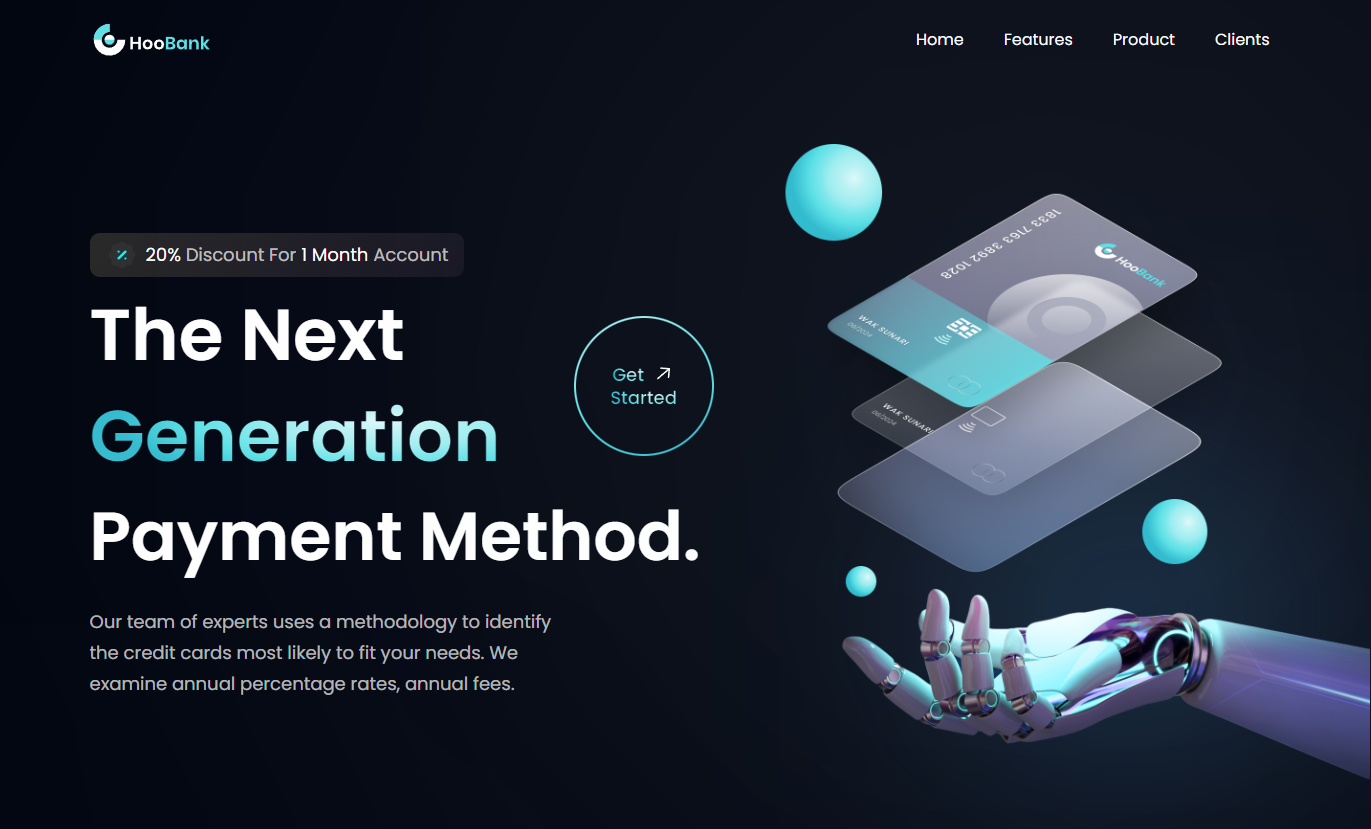 HooBank
Home
Features
Product
Clients
20% Discount For 1 Month Account
The Next
Generation
Payment Method.
Get
Started
Our team of experts uses a methodology to identify
the credit cards most likely to fit your needs. We
examine annual percentage rates, annual fees.
1833 7163 3892 1028
HooBank
WAK SUNARI
06/2024
WAK SUNARI
06/2024